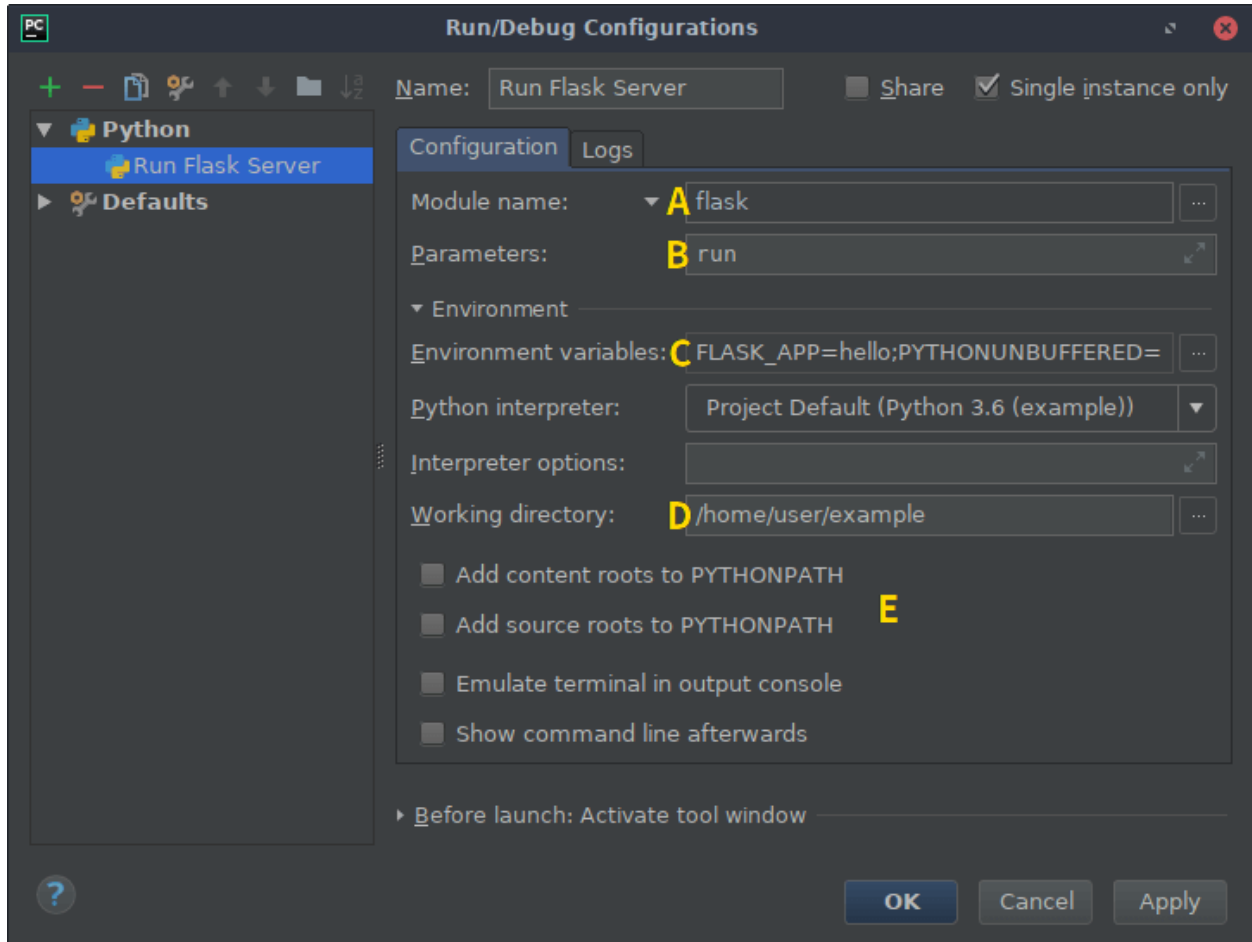 PC
Run/Debug Configurations
Name: Run Flask Server Share Single instance only
Python
Run Flask Server
Defaults
Configuration Logs
Module name: A flask ...
Parameters: B run
Environment
Environment variables: C FLASK_APP=hello;PYTHONUNBUFFERED= ...
Python interpreter: Project Default (Python 3.6 (example))
Interpreter options:
Working directory: D /home/user/example ...
Add content roots to PYTHONPATH
E
Add source roots to PYTHONPATH
Emulate terminal in output console
Show command line afterwards
Before launch: Activate tool window
? OK Cancel Apply